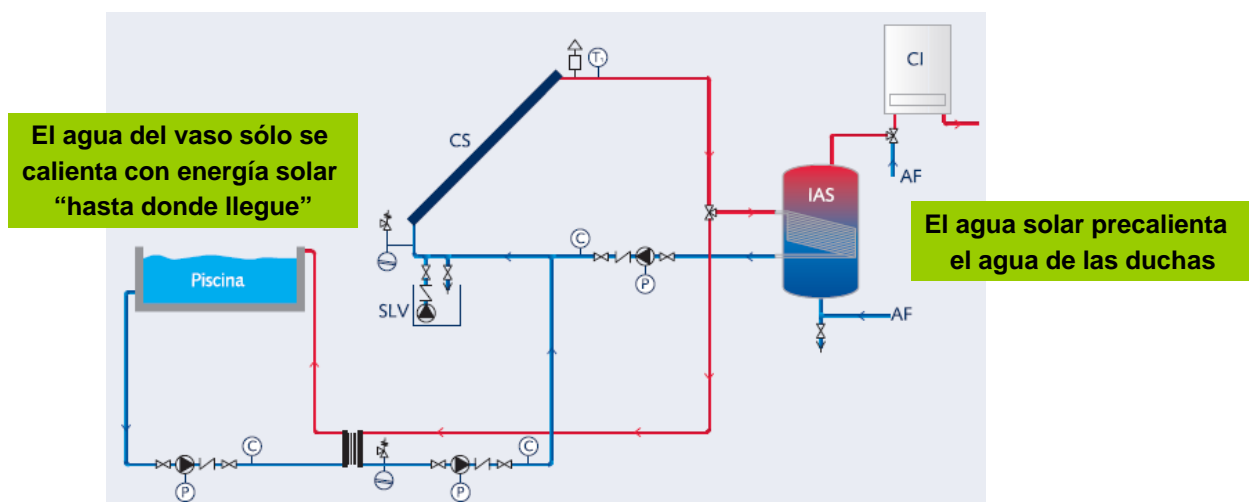 El agua del vaso sólo se
calienta con energía solar
“hasta donde llegue”
T₁
CS
CI
AF
IAS
El agua solar precalienta
el agua de las duchas
Piscina
C
P
SLV
AF
C
C
P
P